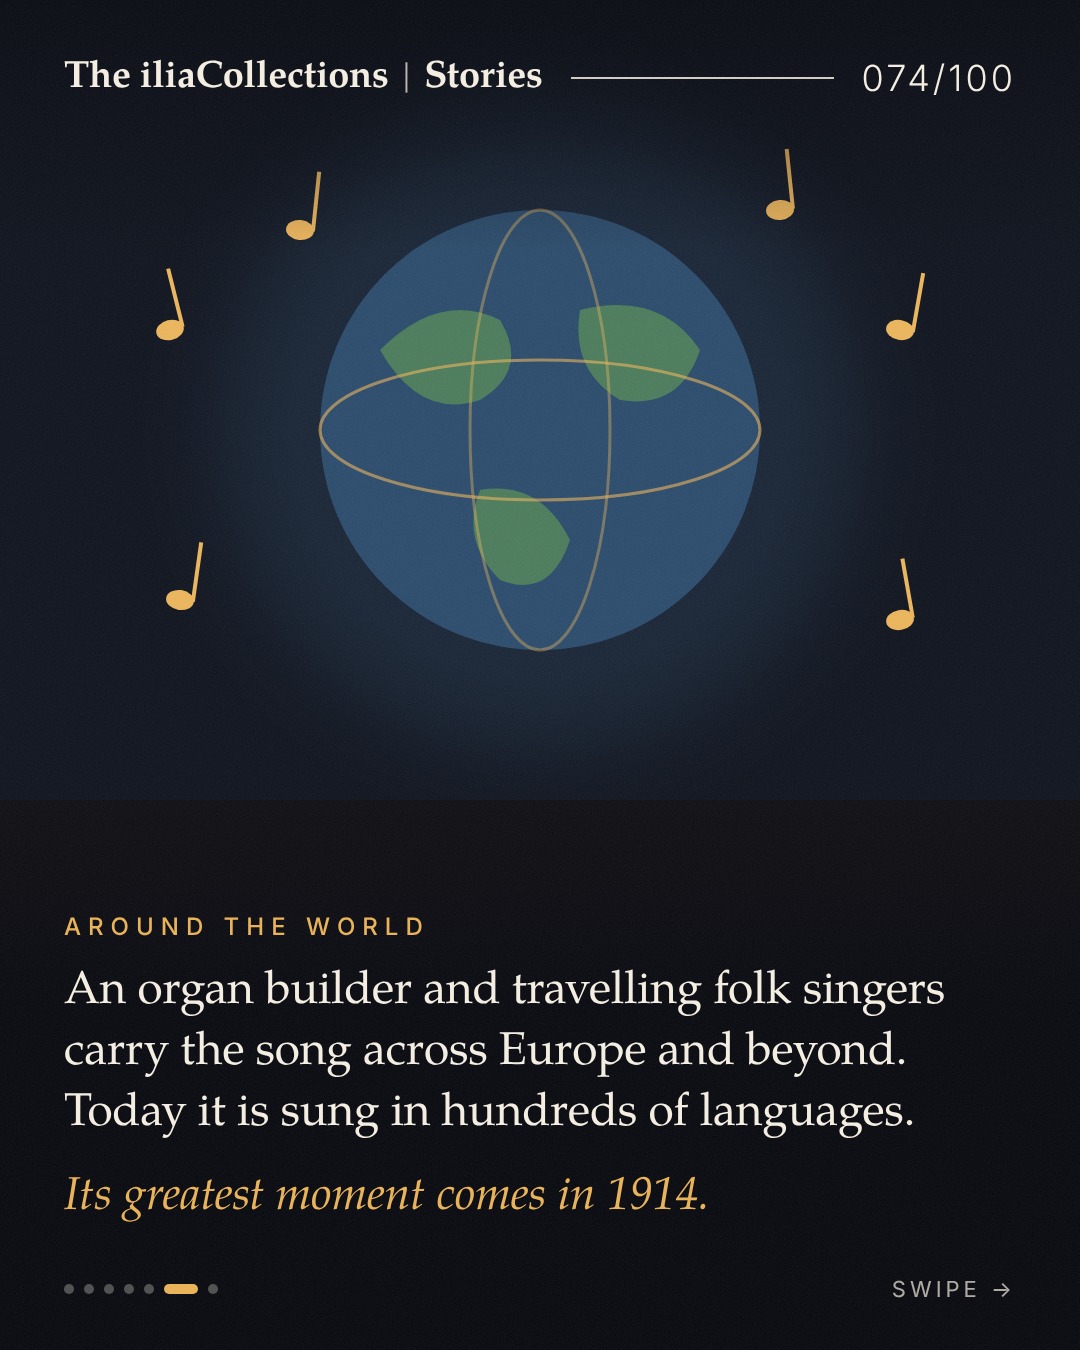 The iliaCollections | Stories 074/100
AROUND THE WORLD
An organ builder and travelling folk singers
carry the song across Europe and beyond.
Today it is sung in hundreds of languages.
Its greatest moment comes in 1914.
SWIPE →